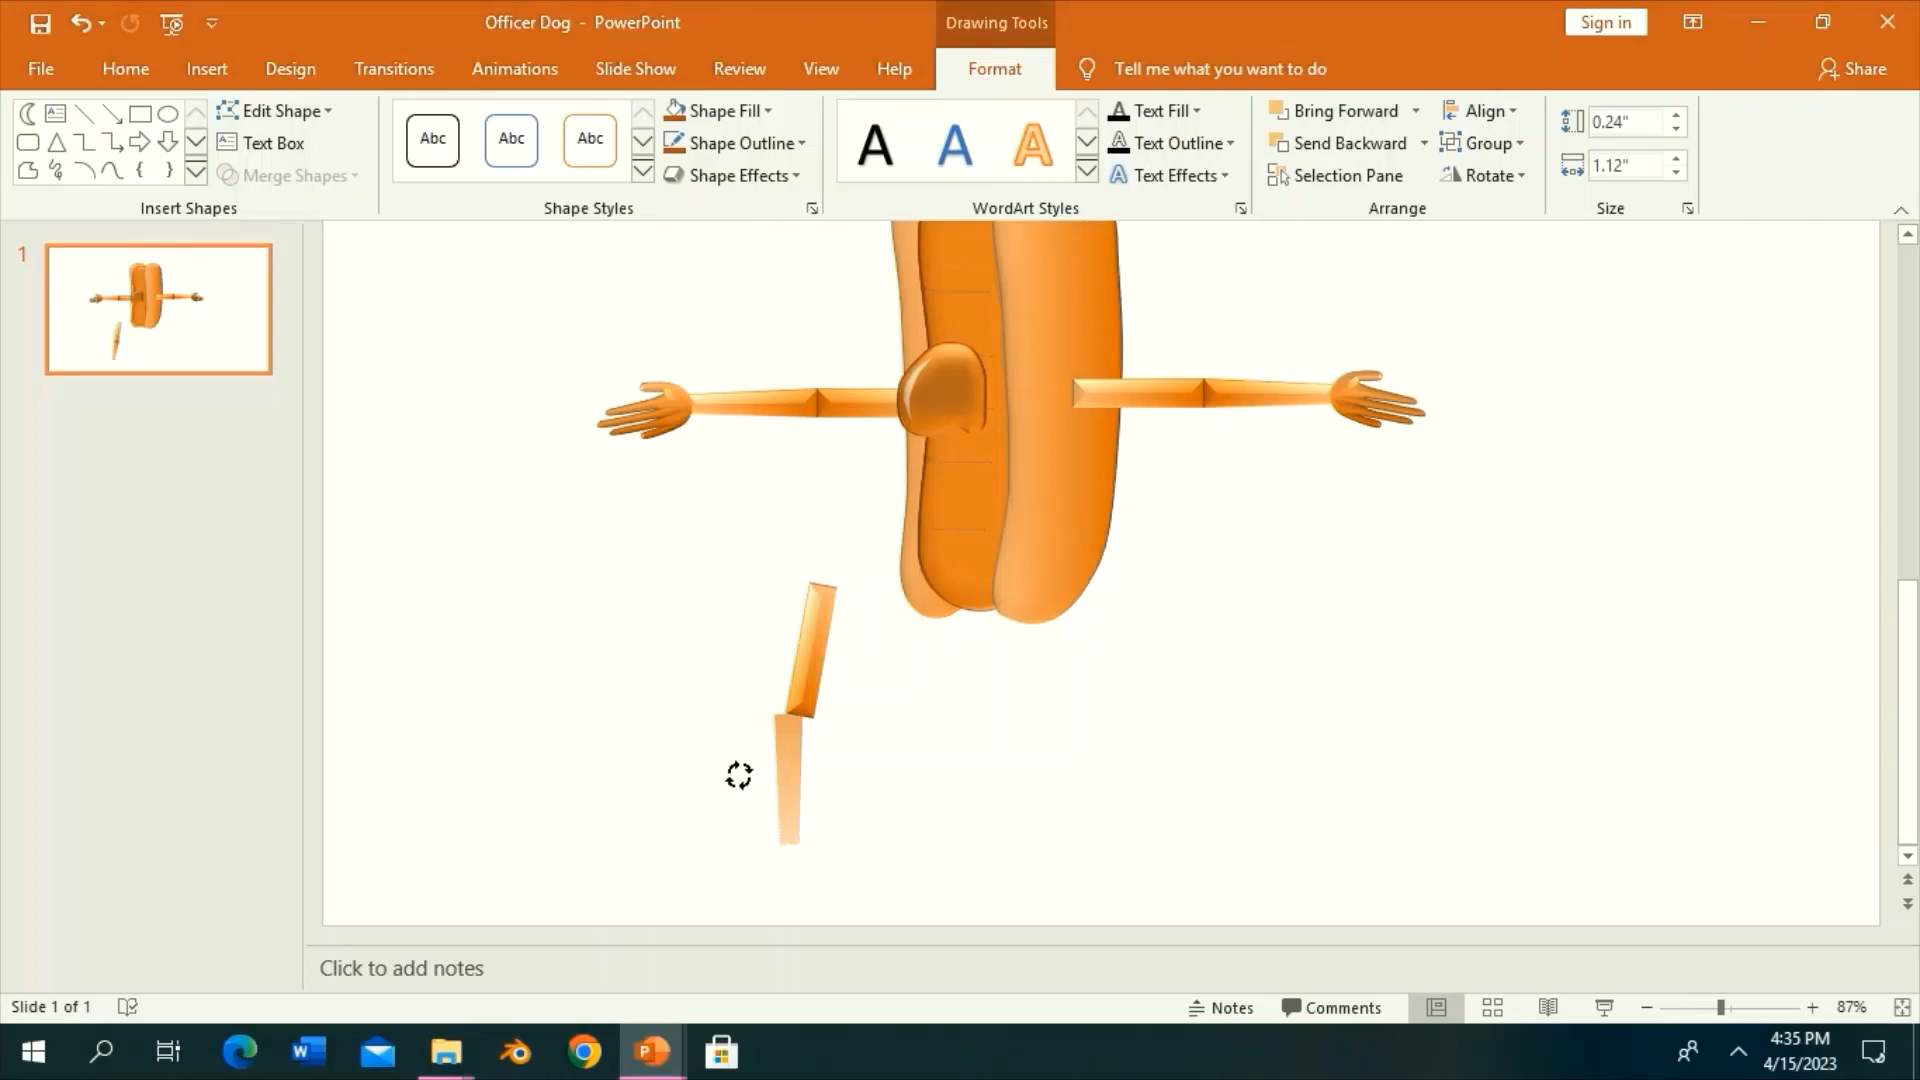 Officer Dog - PowerPoint
Drawing Tools
Sign in
File Home Insert Design Transitions Animations Slide Show Review View Help Format Tell me what you want to do Share
Edit Shape
Text Box
Merge Shapes
Insert Shapes
Abc Abc Abc
Shape Fill
Shape Outline
Shape Effects
Shape Styles
A A A
Text Fill
Text Outline
Text Effects
WordArt Styles
Bring Forward
Send Backward
Selection Pane
Align
Group
Rotate
Arrange
0.24"
1.12"
Size
1
Click to add notes
Slide 1 of 1
Notes
Comments
87%
4:35 PM
4/15/2023